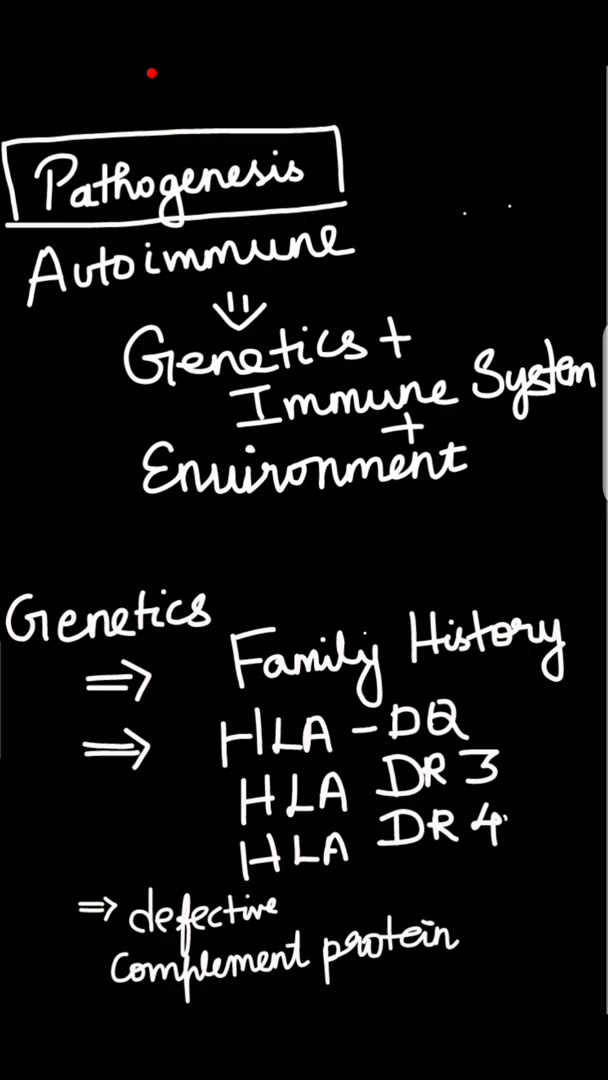 Pathogenesis
Autoimmune
⇓
Genetics +
Immune System
+
Environment
Genetics
⇒ Family History
⇒ HLA - DQ
HLA DR 3
HLA DR 4
⇒ defective
complement protein